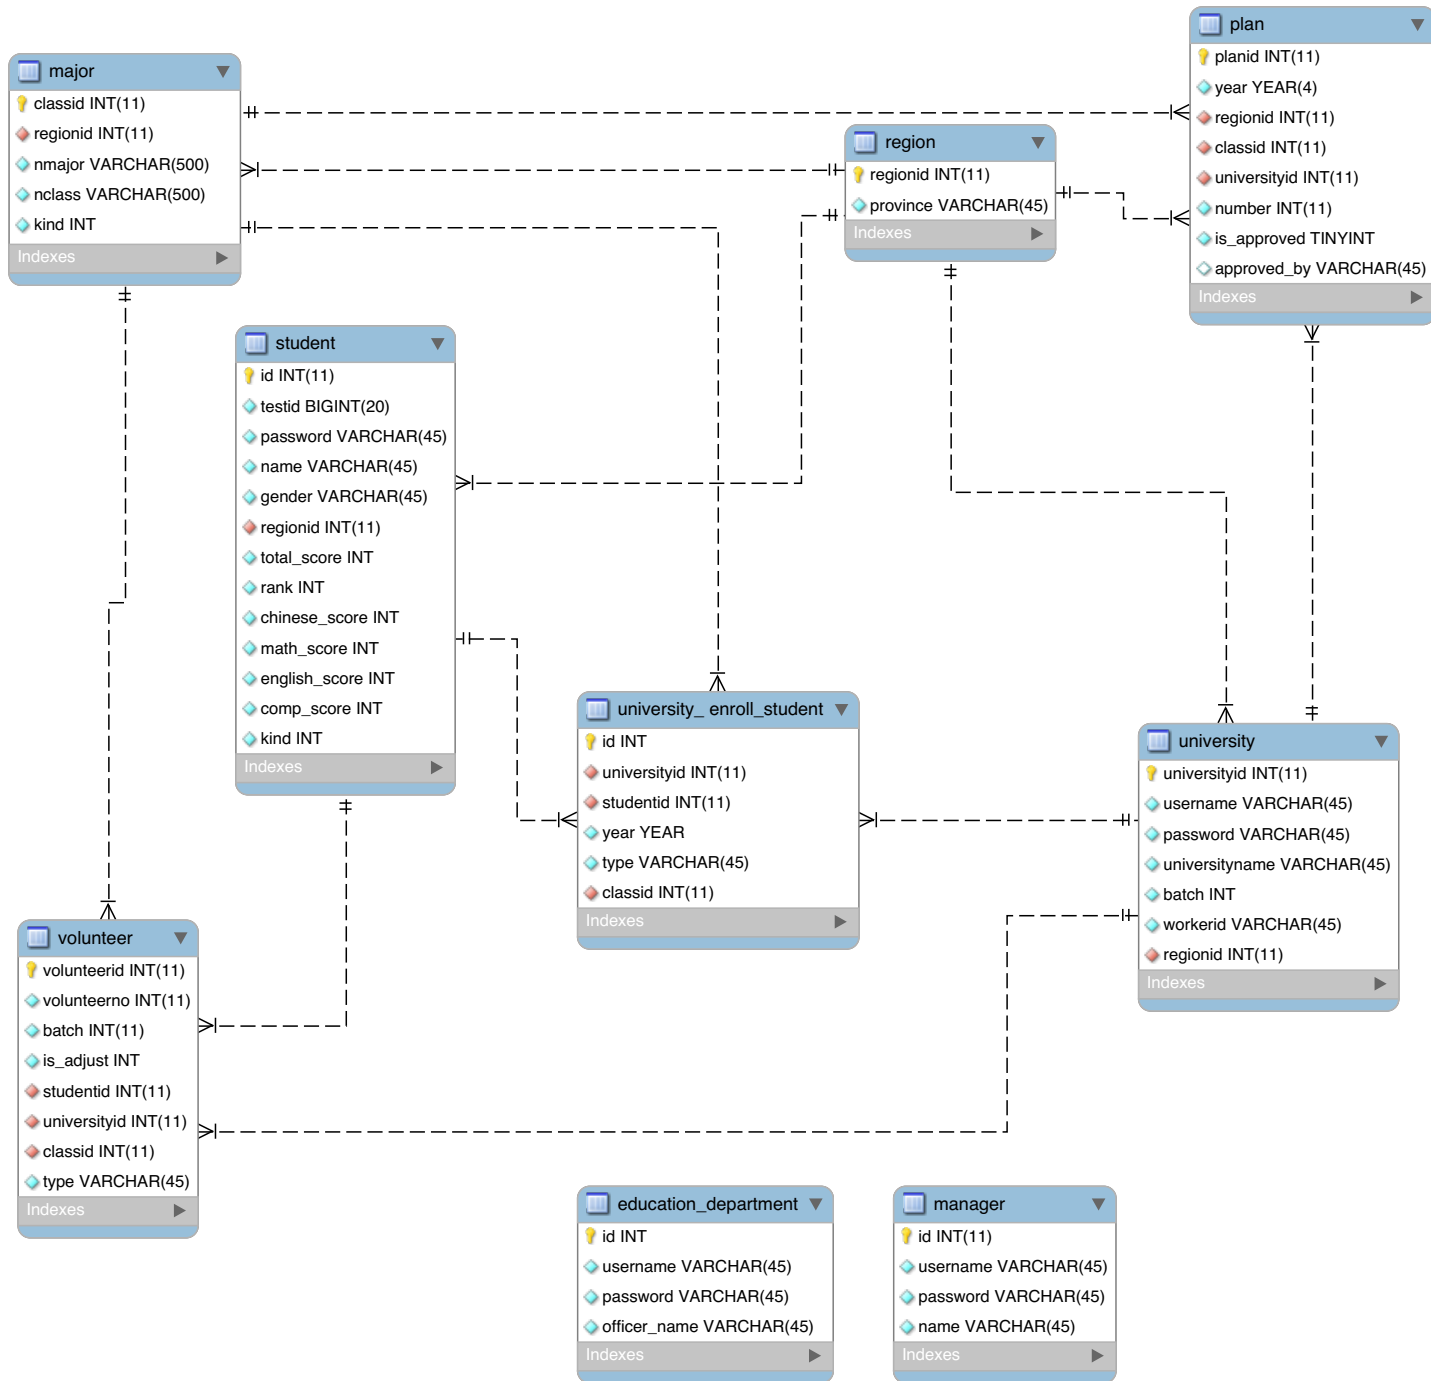 major
classid INT(11)
regionid INT(11)
nmajor VARCHAR(500)
nclass VARCHAR(500)
kind INT
Indexes
region
regionid INT(11)
province VARCHAR(45)
Indexes
plan
planid INT(11)
year YEAR(4)
regionid INT(11)
classid INT(11)
universityid INT(11)
number INT(11)
is_approved TINYINT
approved_by VARCHAR(45)
Indexes
student
id INT(11)
testid BIGINT(20)
password VARCHAR(45)
name VARCHAR(45)
gender VARCHAR(45)
regionid INT(11)
total_score INT
rank INT
chinese_score INT
math_score INT
english_score INT
comp_score INT
kind INT
Indexes
university_ enroll_student
id INT
universityid INT(11)
studentid INT(11)
year YEAR
type VARCHAR(45)
classid INT(11)
Indexes
university
universityid INT(11)
username VARCHAR(45)
password VARCHAR(45)
universityname VARCHAR(45)
batch INT
workerid VARCHAR(45)
regionid INT(11)
Indexes
volunteer
volunteerid INT(11)
volunteerno INT(11)
batch INT(11)
is_adjust INT
studentid INT(11)
universityid INT(11)
classid INT(11)
type VARCHAR(45)
Indexes
education_department
id INT
username VARCHAR(45)
password VARCHAR(45)
officer_name VARCHAR(45)
Indexes
manager
id INT(11)
username VARCHAR(45)
password VARCHAR(45)
name VARCHAR(45)
Indexes